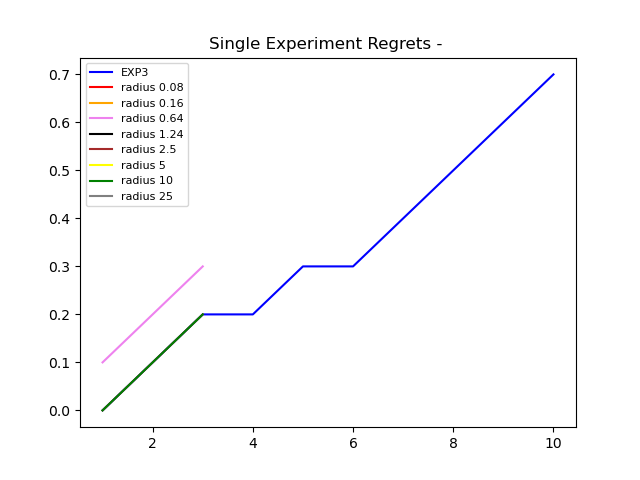 Single Experiment Regrets -
EXP3
radius 0.08
radius 0.16
radius 0.64
radius 1.24
radius 2.5
radius 5
radius 10
radius 25
0.7
0.6
0.5
0.4
0.3
0.2
0.1
0.0
2 4 6 8 10